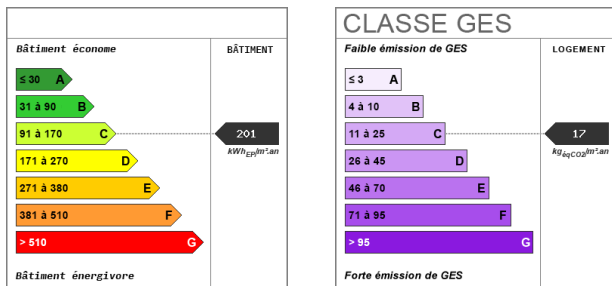 Bâtiment économe
BÂTIMENT
≤ 30 A
31 à 90 B
91 à 170 C
201
kWhEP/m².an
171 à 270 D
271 à 380 E
381 à 510 F
> 510 G
Bâtiment énergivore
CLASSE GES
Faible émission de GES
LOGEMENT
≤ 3 A
4 à 10 B
11 à 25 C
17
kgéqCO2/m².an
26 à 45 D
46 à 70 E
71 à 95 F
> 95 G
Forte émission de GES